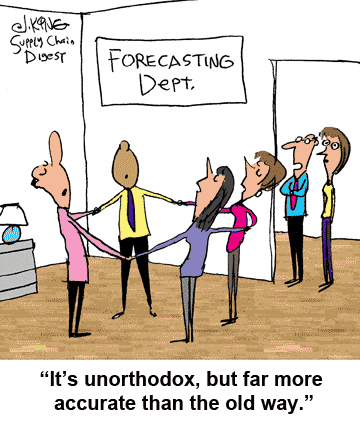 J.King
Supply Chain
Digest
Forecasting
Dept.
“It’s unorthodox, but far more
accurate than the old way.”